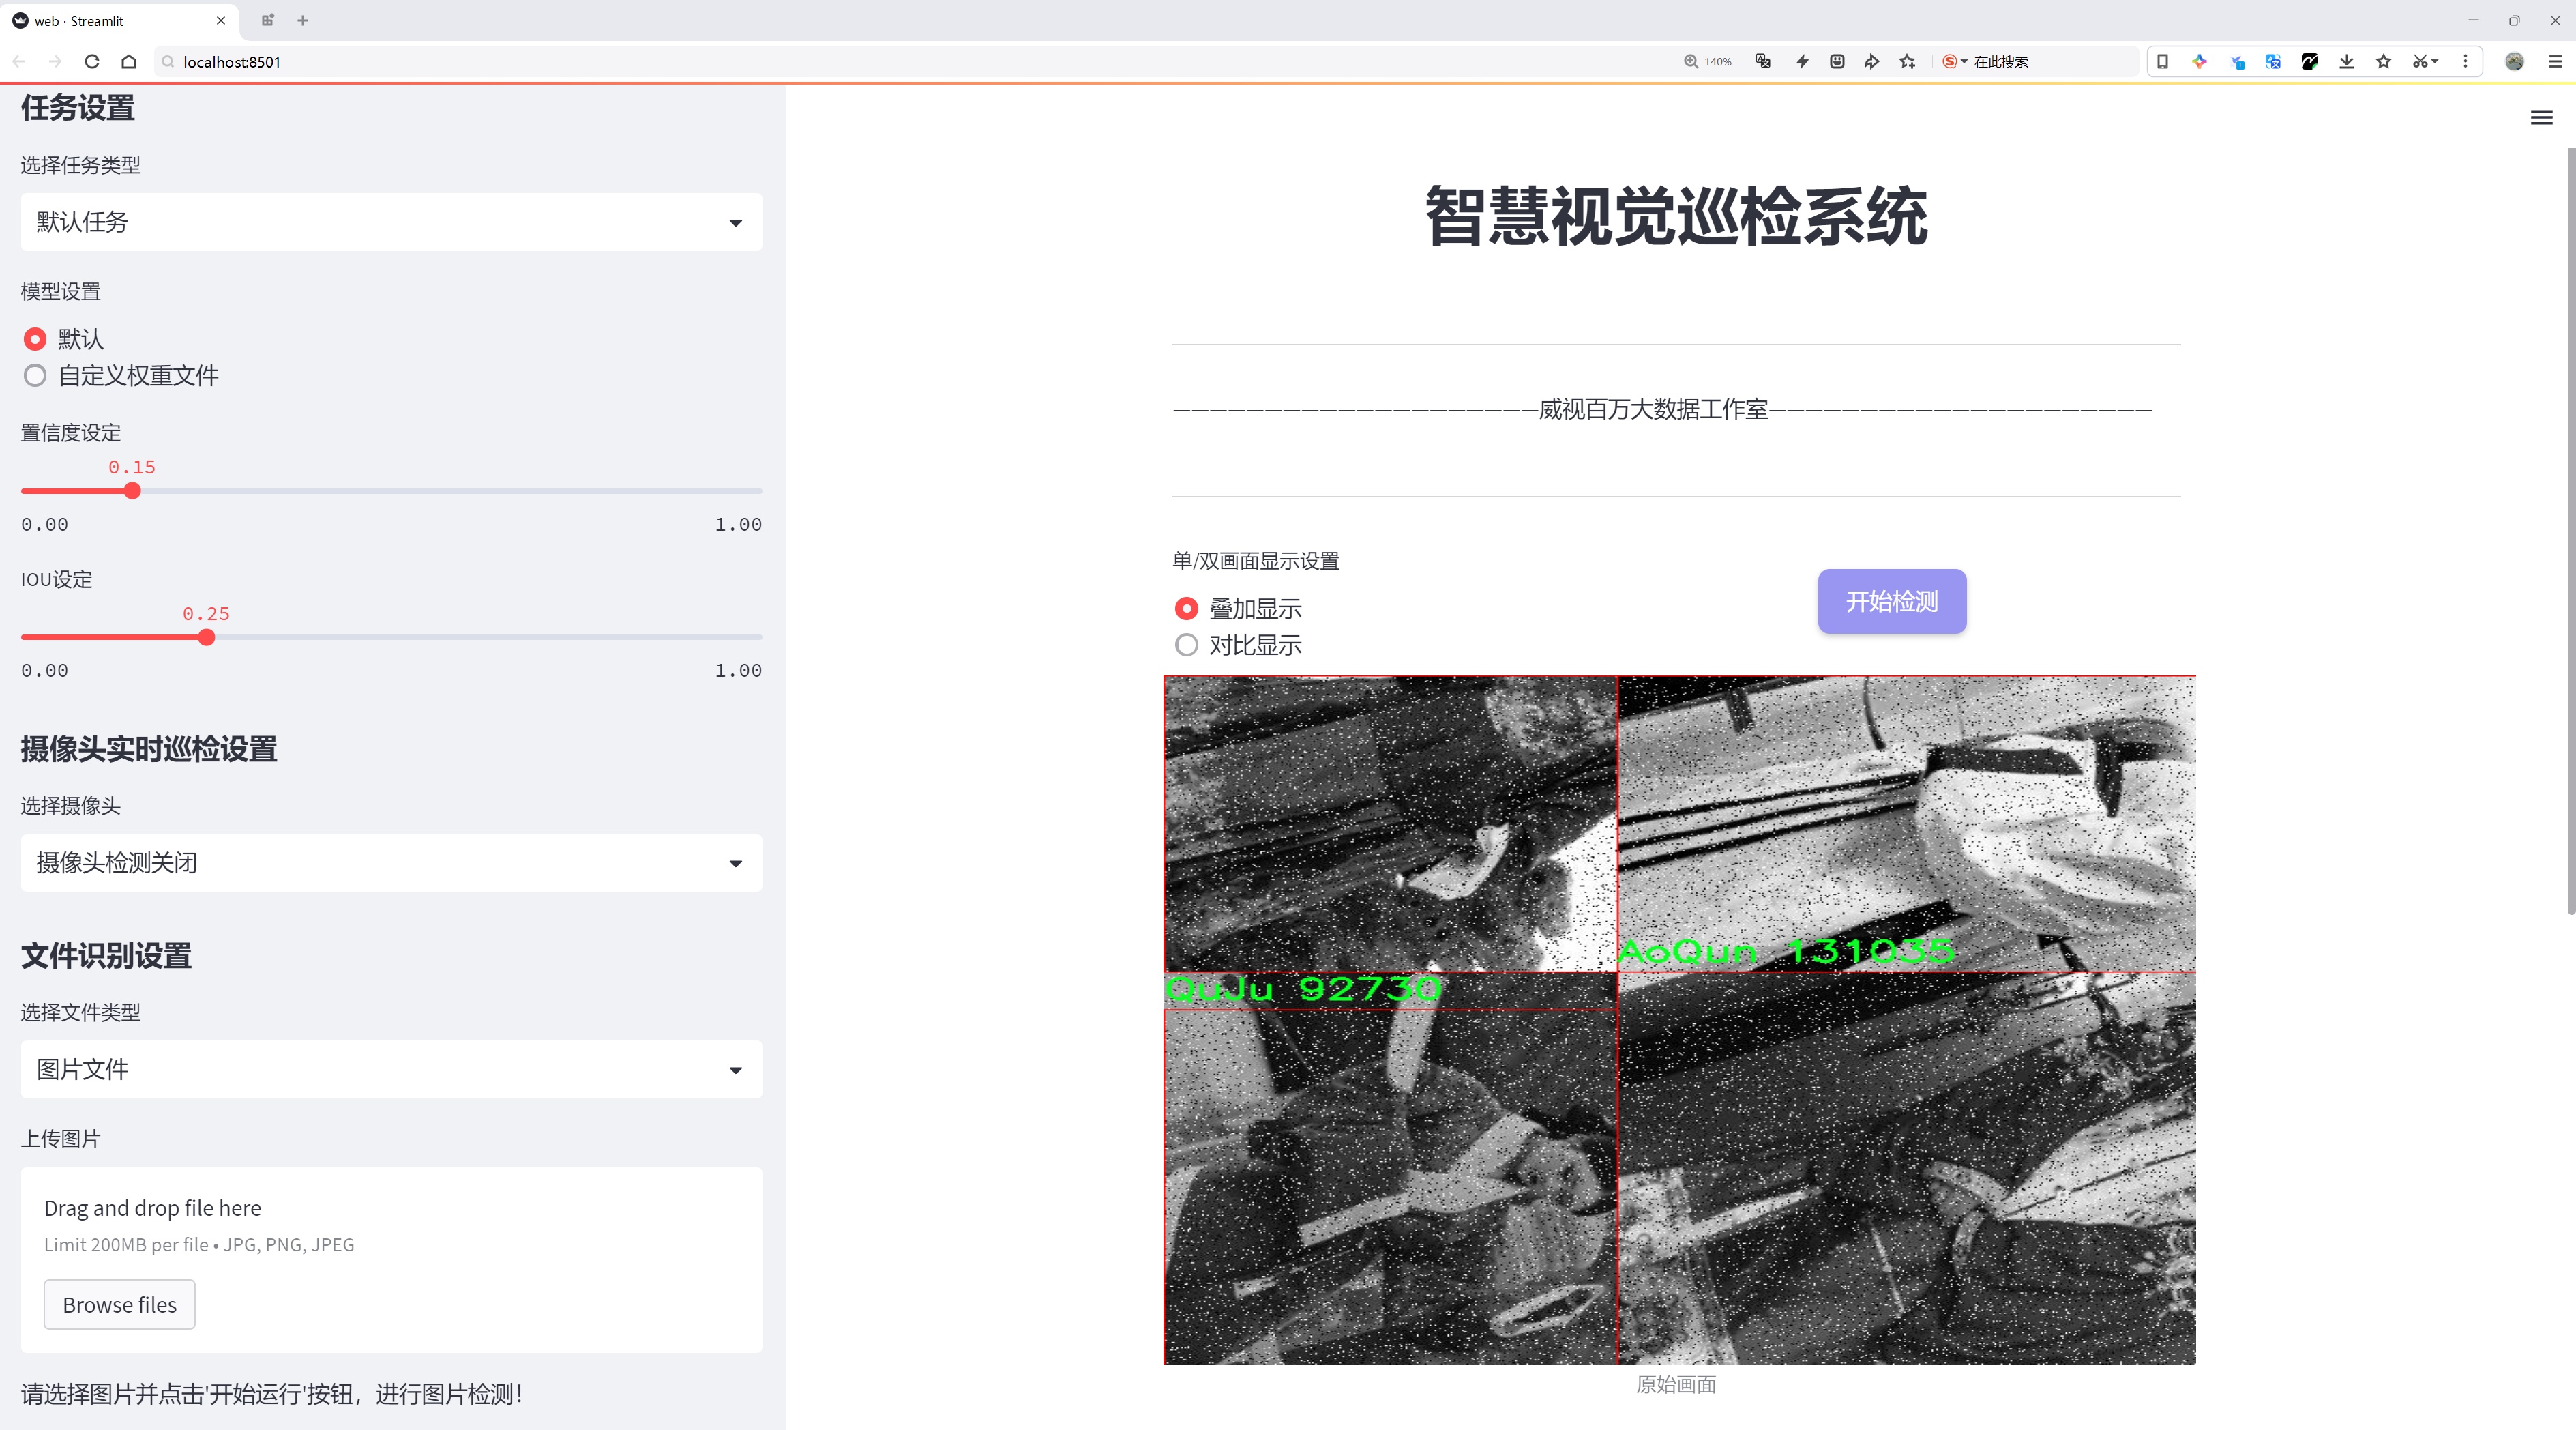 web · Streamlit
localhost:8501
140%
在此搜索
任务设置
选择任务类型
默认任务
模型设置
默认
自定义权重文件
置信度设定
0.15
0.00
1.00
IOU设定
0.25
0.00
1.00
摄像头实时巡检设置
选择摄像头
摄像头检测关闭
文件识别设置
选择文件类型
图片文件
上传图片
Drag and drop file here
Limit 200MB per file • JPG, PNG, JPEG
Browse files
请选择图片并点击'开始运行'按钮，进行图片检测！
智慧视觉巡检系统
————————————————————威视百万大数据工作室—————————————————————
单/双画面显示设置
叠加显示
对比显示
开始检测
AoQun 131035
QuJu 92730
原始画面